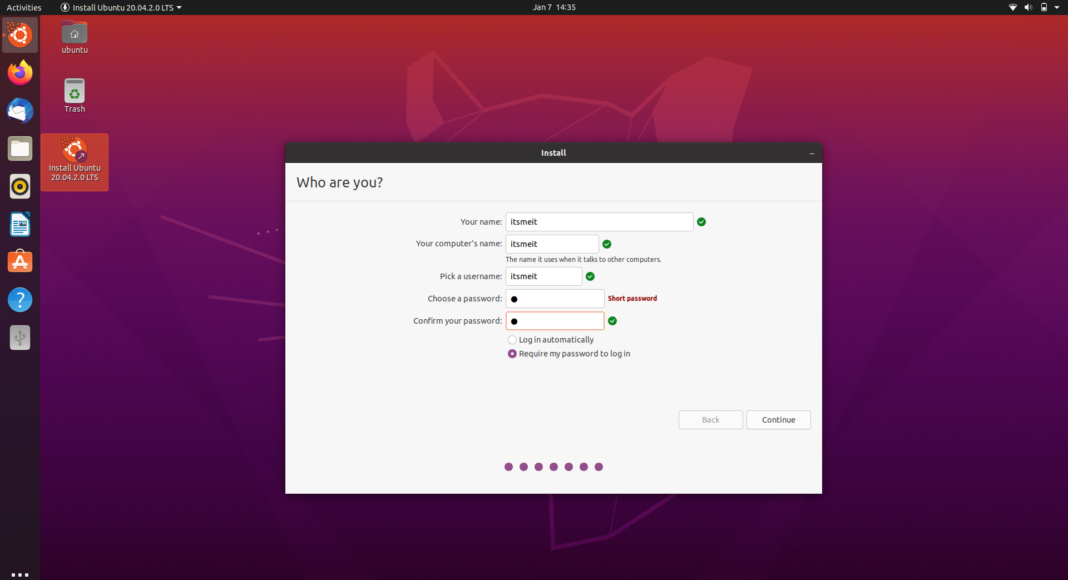 Activities
Install Ubuntu 20.04.2.0 LTS
Jan 7 14:35
ubuntu
Trash
Install Ubuntu
20.04.2.0 LTS
Install
Who are you?
Your name: itsmeit
Your computer's name: itsmeit
The name it uses when it talks to other computers.
Pick a username: itsmeit
Choose a password: ● Short password
Confirm your password: ●
Log in automatically
Require my password to log in
Back
Continue